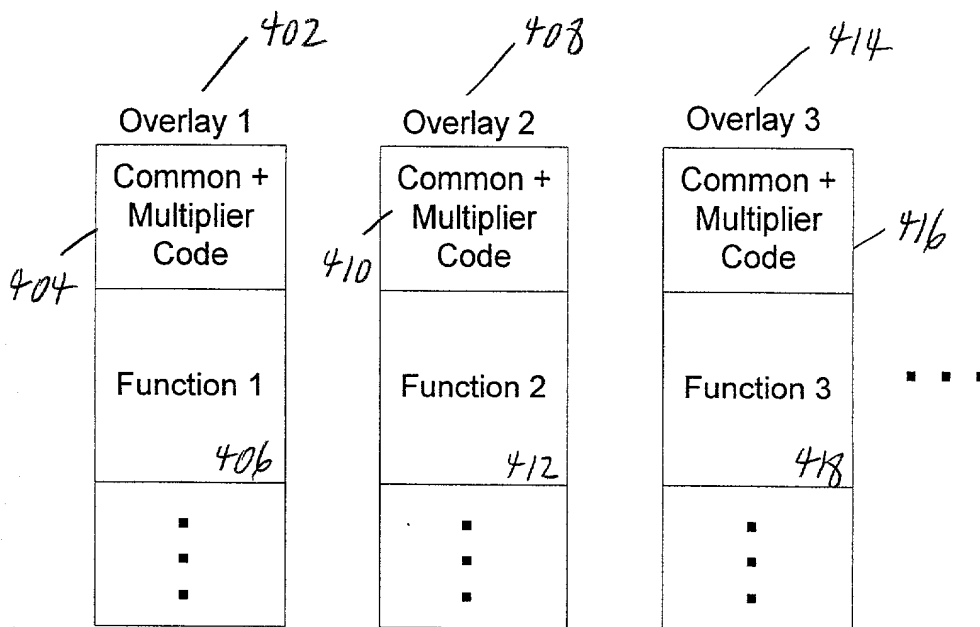 402 408 414
Overlay 1 Overlay 2 Overlay 3
Common + Common + Common +
Multiplier Multiplier Multiplier
Code Code Code
404 410 416
Function 1 Function 2 Function 3
406 412 418